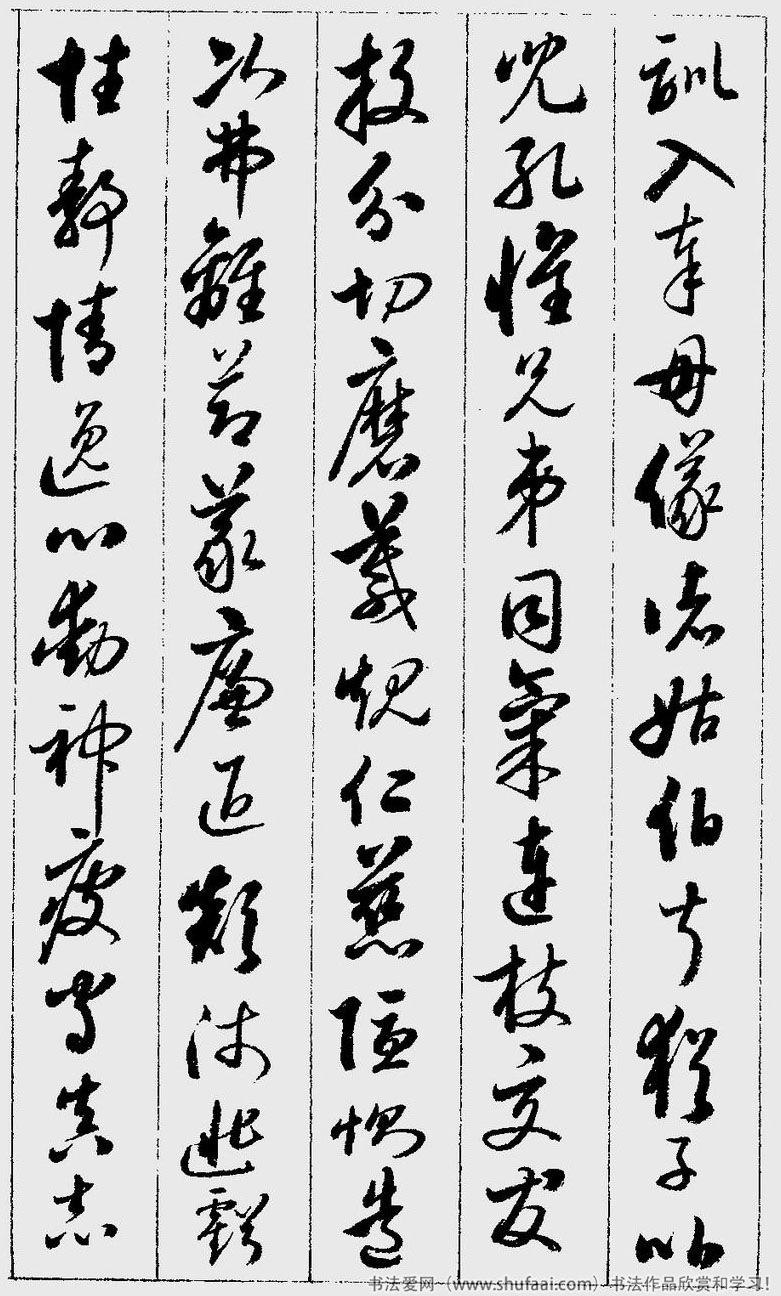 訓入奉母儀諸姑伯叔猶子比
兒孔懷兄弟同氣連枝交友
投分切磨箴規仁慈隱惻造
次弗離節義廉退顛沛匪虧
性靜情逸心動神疲守真志
书法爱网（www.shufaai.com）书法作品欣赏和学习!